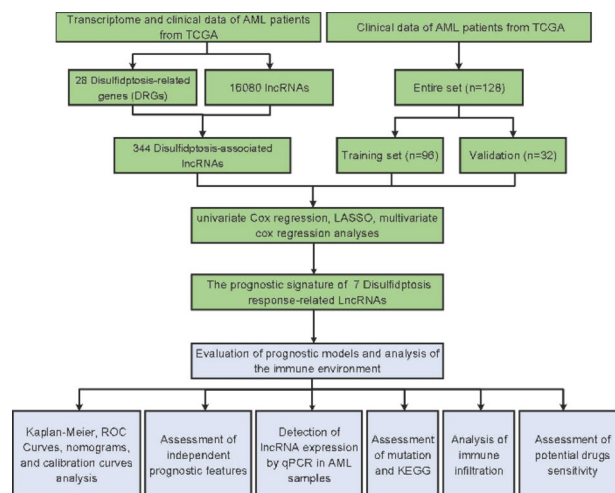 Transcriptome and clinical data of AML patients
from TCGA
Clinical data of AML patients from TCGA
28 Disulfidptosis-related
genes (DRGs)
16080 lncRNAs
Entire set (n=128)
344 Disulfidptosis-associated
lncRNAs
Training set (n=96)
Validation (n=32)
univariate Cox regression, LASSO, multivariate
cox regression analyses
The prognostic signature of 7 Disulfidptosis
response-related LncRNAs
Evaluation of prognostic models and analysis of
the immune environment
Kaplan-Meier, ROC
Curves, nomograms,
and calibration curves
analysis
Assessment of
independent
prognostic features
Detection of
lncRNA expression
by qPCR in AML
samples
Assessment
of mutation
and KEGG
Analysis of
immune
infiltration
Assessment of
potential drugs
sensitivity